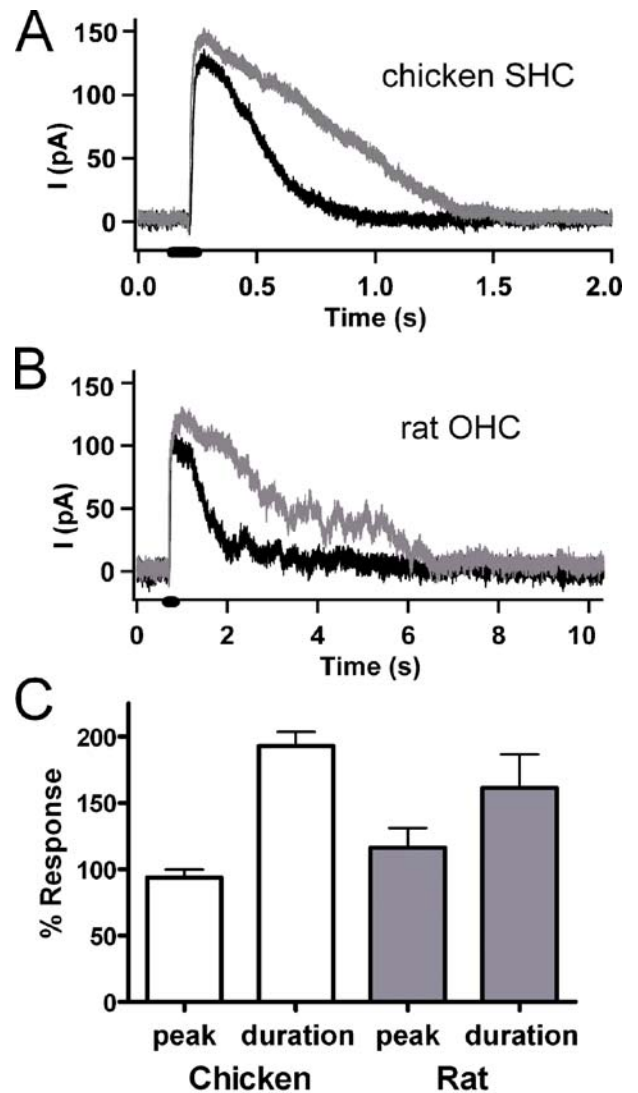 A
150
chicken SHC
100
I (pA)
50
0
0.0 0.5 1.0 1.5 2.0
Time (s)
B
150
rat OHC
100
I (pA)
50
0
0 2 4 6 8 10
Time (s)
C
200
150
% Response
100
50
0
peak duration peak duration
Chicken Rat